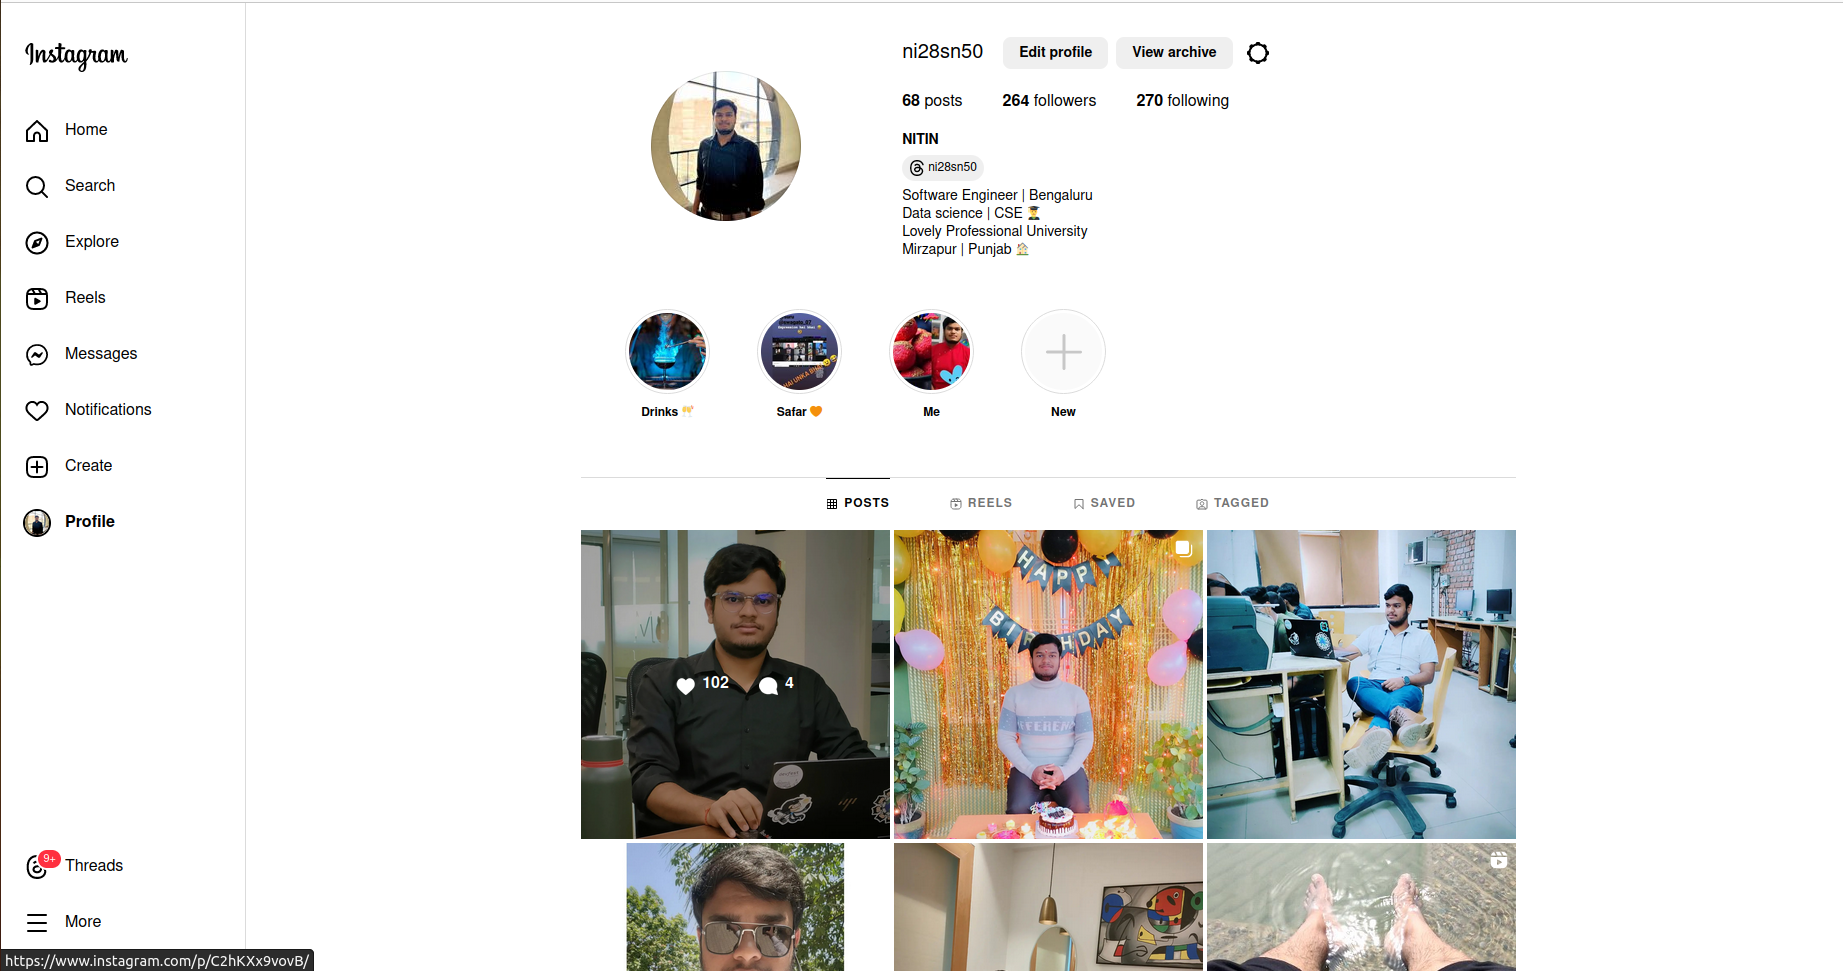 Instagram
Home
Search
Explore
Reels
Messages
Notifications
Create
Profile
9+
Threads
More
https://www.instagram.com/p/C2hKXx9vovB/
ni28sn50
Edit profile
View archive
68 posts
264 followers
270 following
NITIN
ni28sn50
Software Engineer | Bengaluru
Data science | CSE 👨‍🎓
Lovely Professional University
Mirzapur | Punjab 🏡
Drinks 🥂
Safar 🧡
Me
New
POSTS
REELS
SAVED
TAGGED
102
4
HAPPY
BIRTHDAY